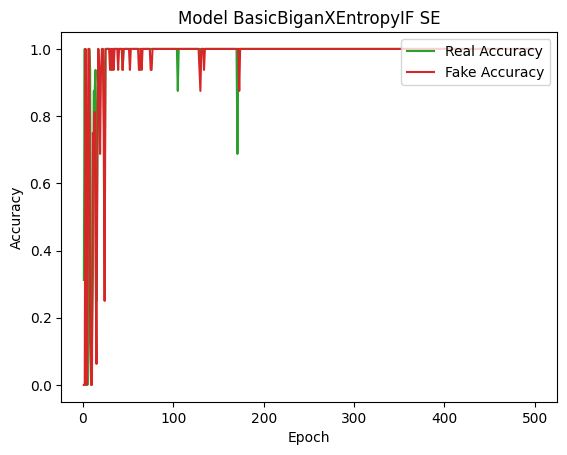 Model BasicBiganXEntropyIF SE
Real Accuracy
Fake Accuracy
Accuracy
1.0
0.8
0.6
0.4
0.2
0.0
0 100 200 300 400 500
Epoch